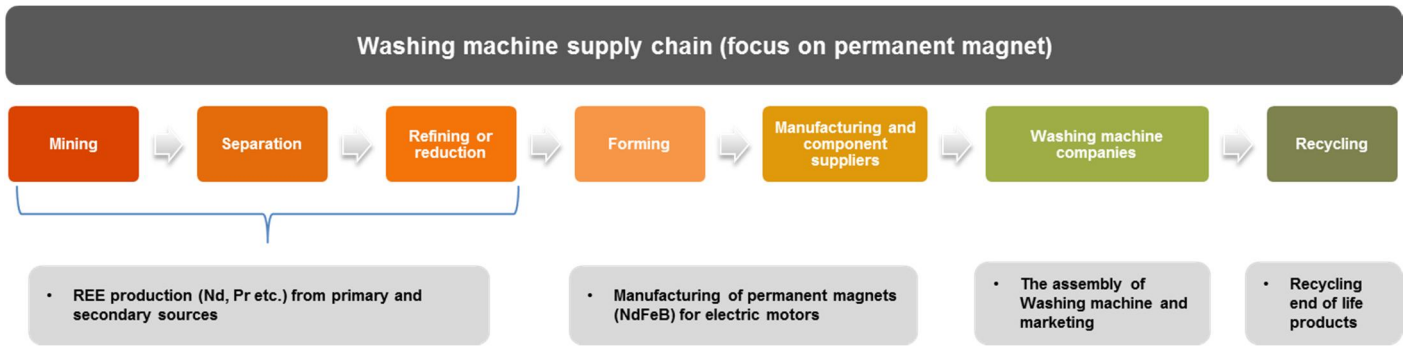 Washing machine supply chain (focus on permanent magnet)
Mining
Separation
Refining or
reduction
Forming
Manufacturing and
component
suppliers
Washing machine
companies
Recycling
• REE production (Nd, Pr etc.) from primary and
secondary sources
• Manufacturing of permanent magnets
(NdFeB) for electric motors
• The assembly of
Washing machine and
marketing
• Recycling
end of life
products